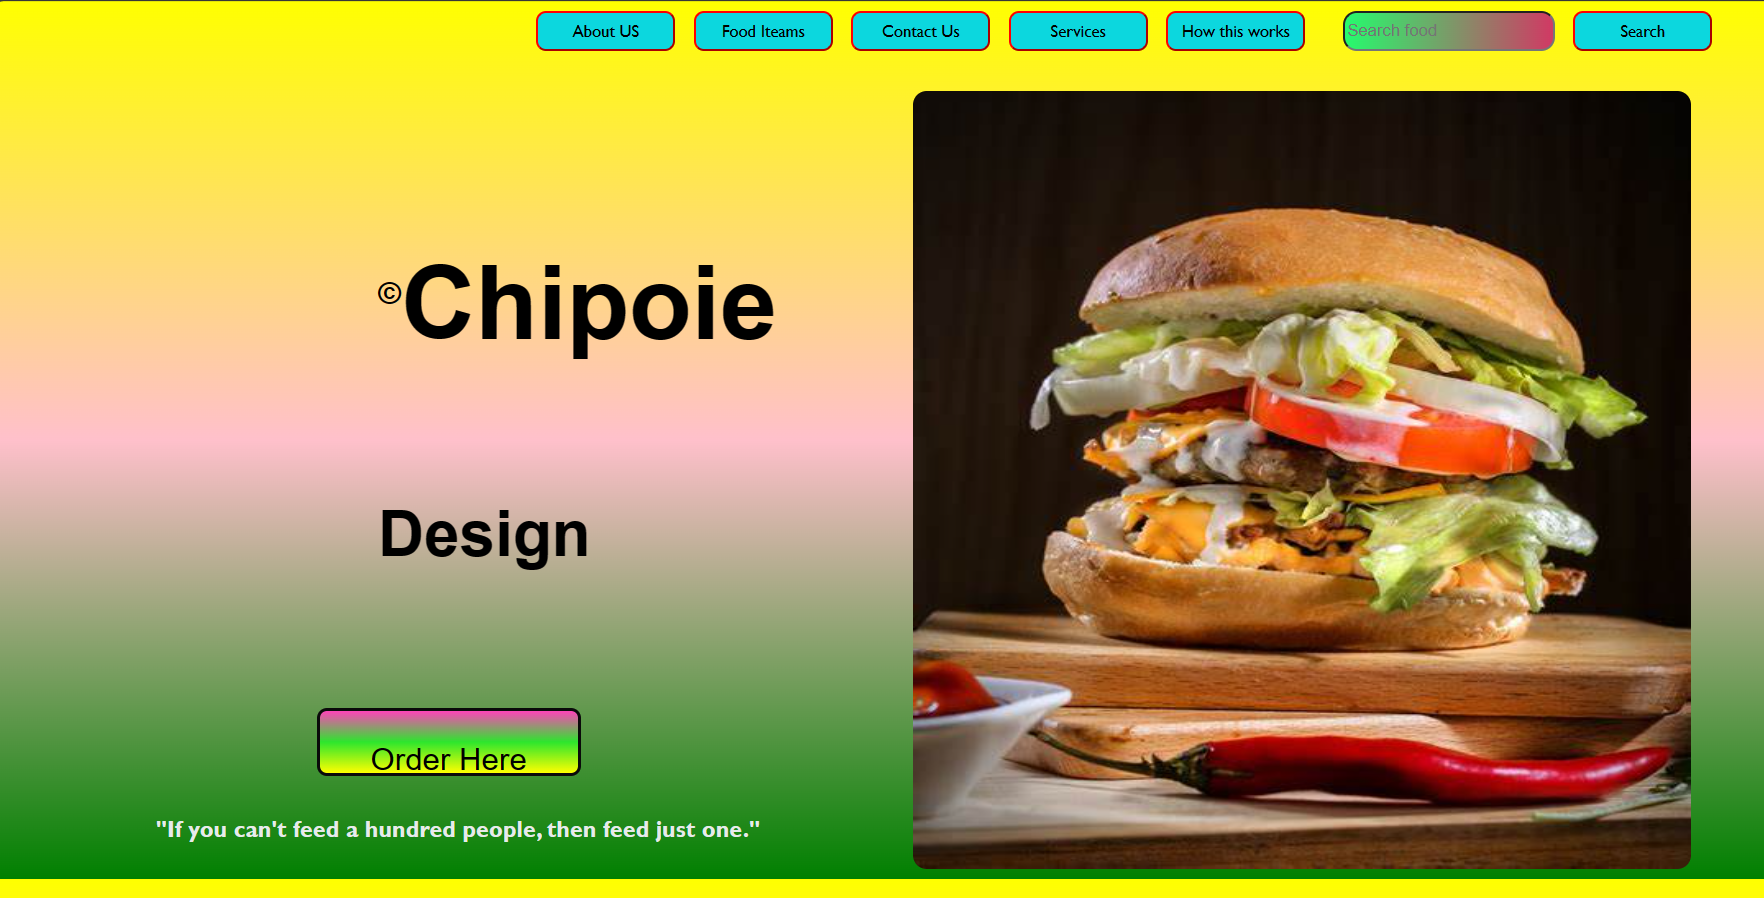 About US
Food Iteams
Contact Us
Services
How this works
Search food
Search
©Chipoie
Design
Order Here
"If you can't feed a hundred people, then feed just one."